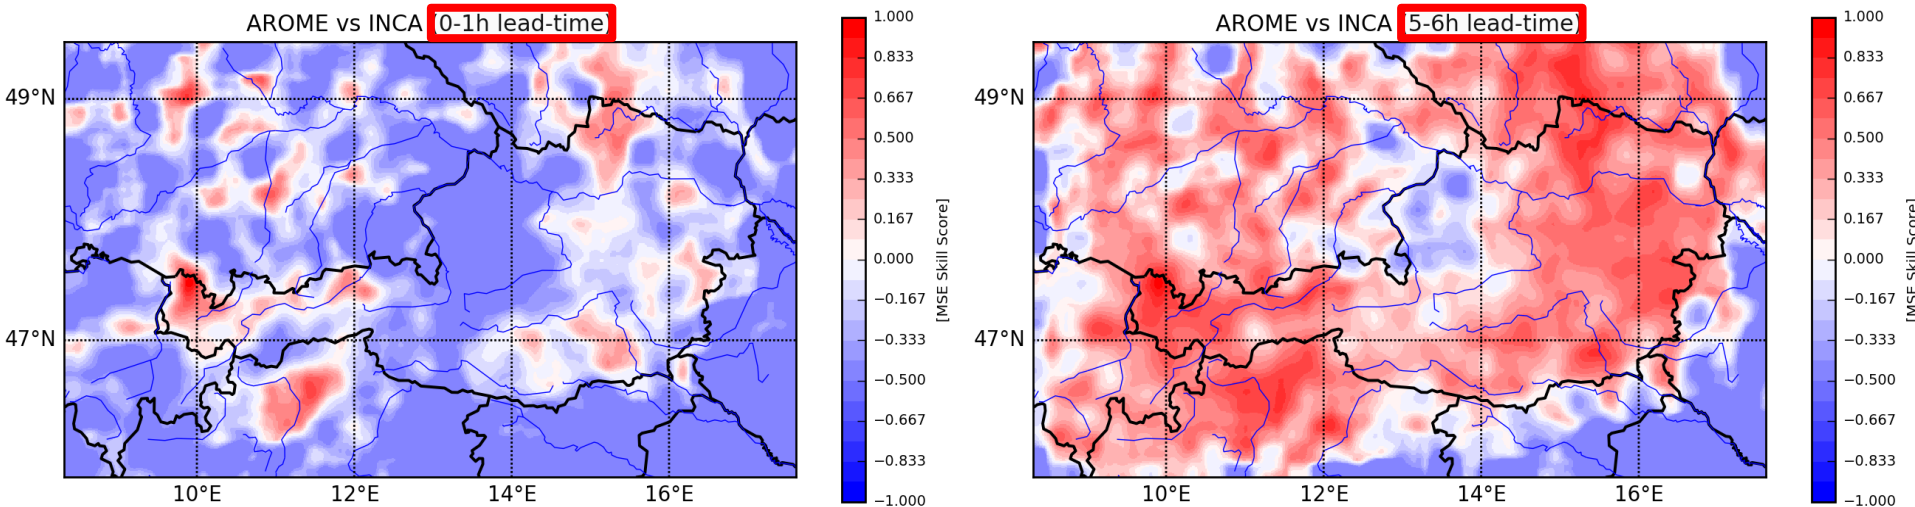 AROME vs INCA (0-1h lead-time)
1.000
0.833
0.667
0.500
0.333
0.167
0.000
−0.167
−0.333
−0.500
−0.667
−0.833
−1.000
[MSE Skill Score]
49°N
47°N
10°E
12°E
14°E
16°E
AROME vs INCA (5-6h lead-time)
1.000
0.833
0.667
0.500
0.333
0.167
0.000
−0.167
−0.333
−0.500
−0.667
−0.833
−1.000
[MSE Skill Score]
49°N
47°N
10°E
12°E
14°E
16°E